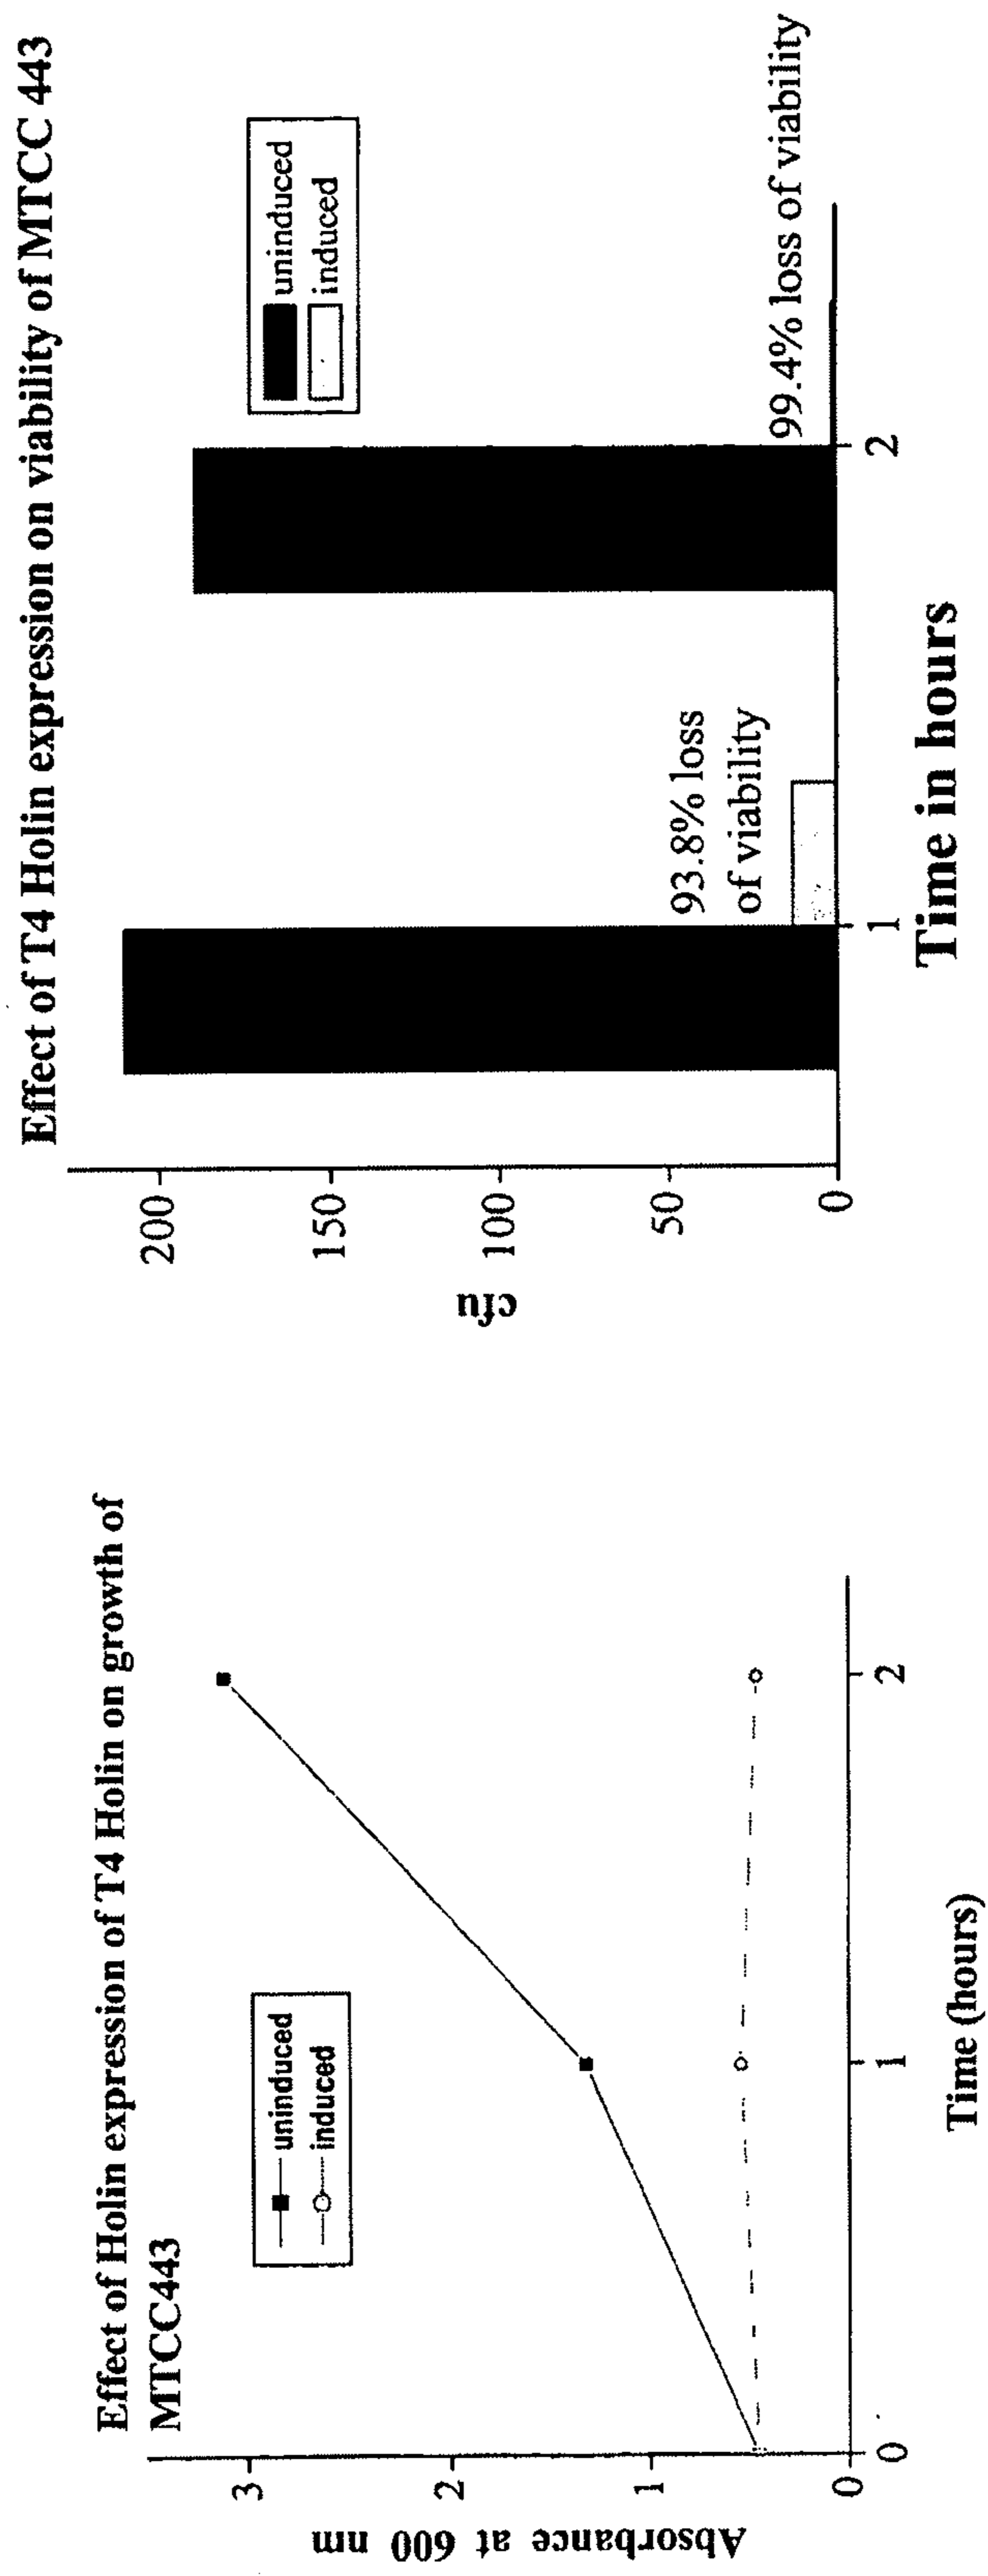 Effect of Holin expression of T4 Holin on growth of
MTCC443
uninduced
induced
3
2
1
0
Absorbance at 600 nm
0
1
2
Time (hours)
Effect of T4 Holin expression on viability of MTCC 443
uninduced
induced
200
150
100
50
0
cfu
93.8% loss
of viability
99.4% loss of viability
1
2
Time in hours